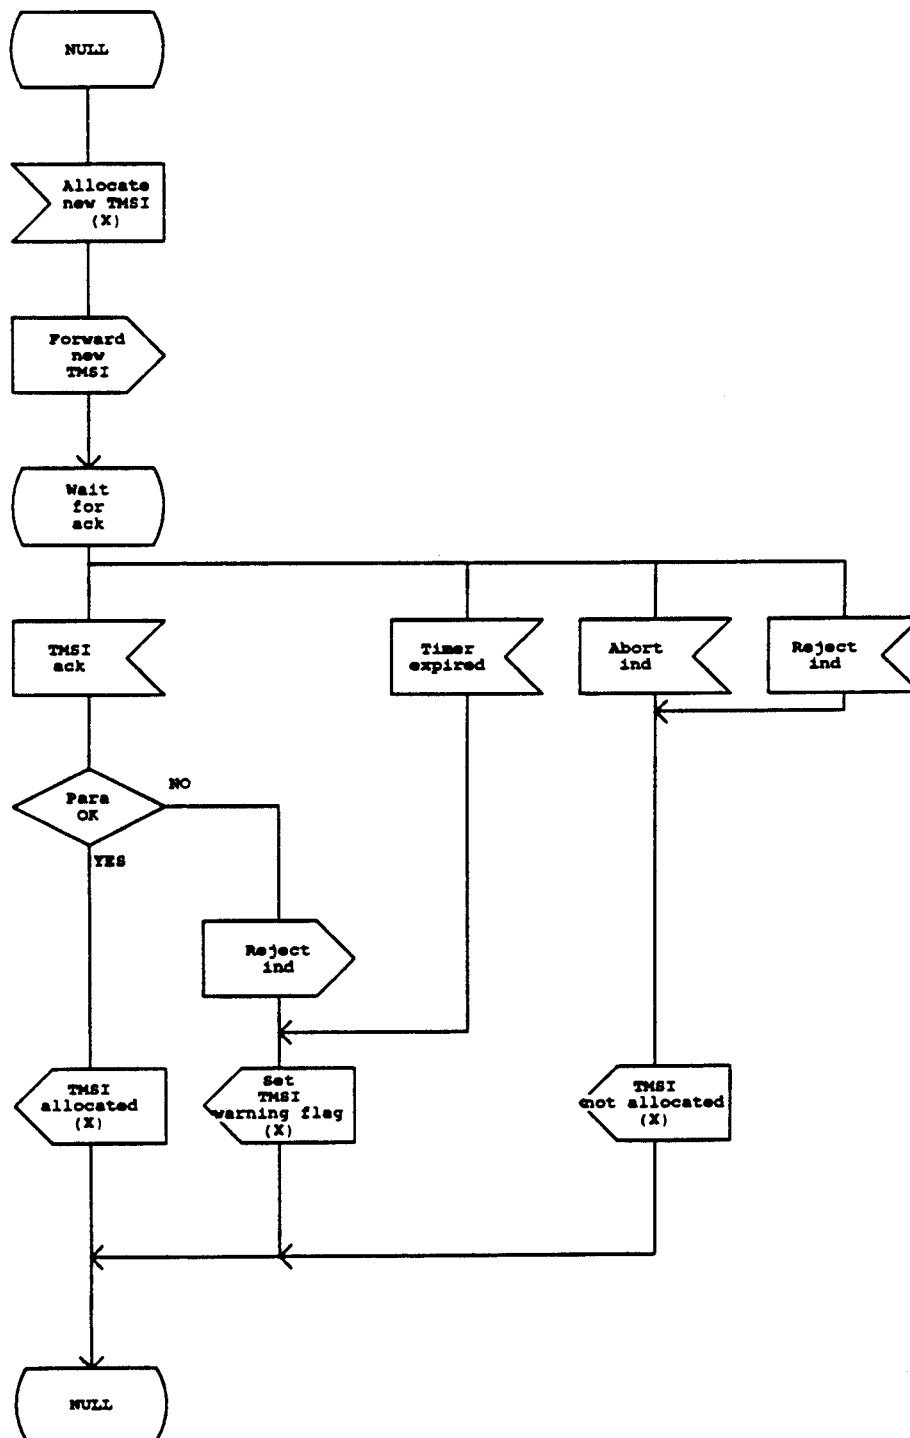 NULL
Allocate
new TMSI
(X)
Forward
new
TMSI
Wait
for
ack
TMSI
ack
Timer
expired
Abort
ind
Reject
ind
Para
OK
NO
YES
Reject
ind
TMSI
allocated
(X)
Set
TMSI
warning flag
(X)
TMSI
not allocated
(X)
NULL